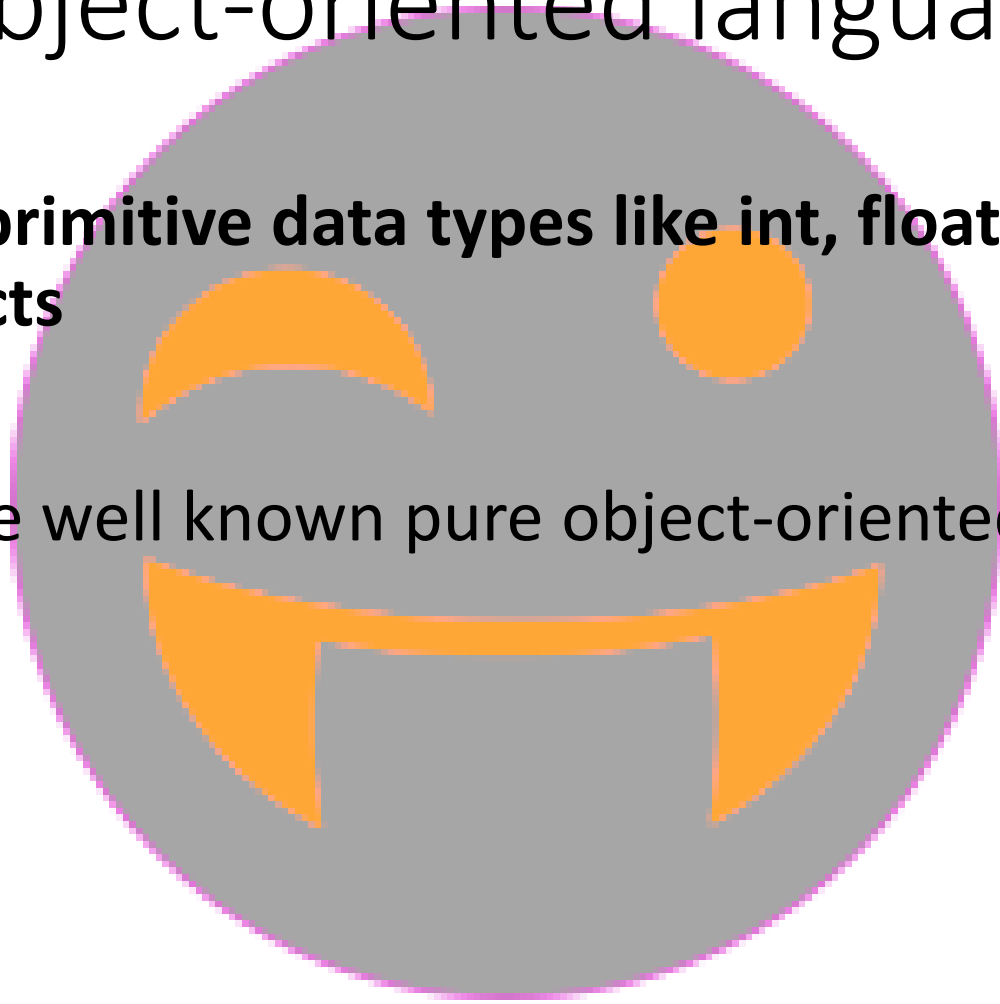 bject-oriented langua
primitive data types like int, float
cts
e well known pure object-oriented